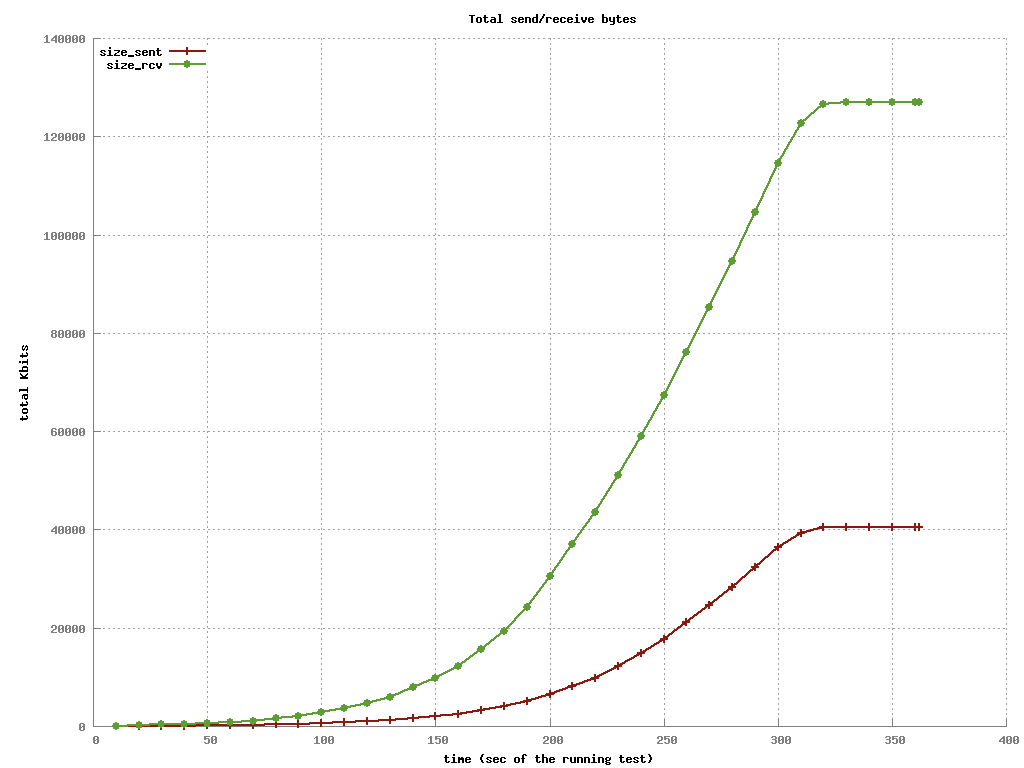 Total send/receive bytes
140000
size_sent
size_rcv
120000
100000
80000
total Kbits
60000
40000
20000
0
0 50 100 150 200 250 300 350 400
time (sec of the running test)